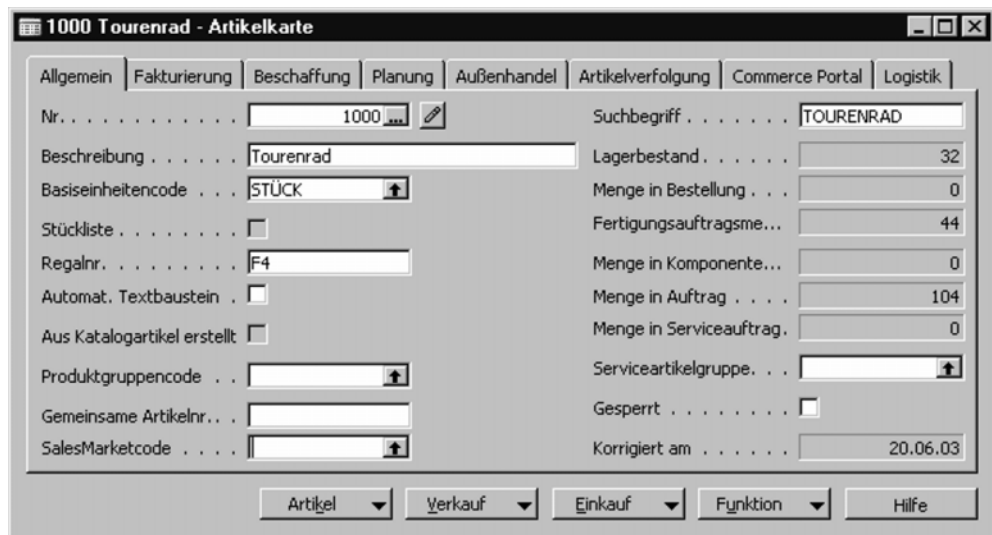 1000 Tourenrad - Artikelkarte
Allgemein Fakturierung Beschaffung Planung Außenhandel Artikelverfolgung Commerce Portal Logistik
Nr. . . . . . . . . . . . . 1000 ...
Beschreibung . . . . . . Tourenrad
Basiseinheitencode . . . STÜCK
Stückliste . . . . . . . .
Regalnr. . . . . . . . . . F4
Automat. Textbaustein .
Aus Katalogartikel erstellt
Produktgruppencode . .
Gemeinsame Artikelnr. . .
SalesMarketcode . . . .
Suchbegriff . . . . . . . TOURENRAD
Lagerbestand . . . . . . 32
Menge in Bestellung . . . 0
Fertigungsauftragsme... 44
Menge in Komponente... 0
Menge in Auftrag . . . . 104
Menge in Serviceauftrag. 0
Serviceartikelgruppe. . .
Gesperrt . . . . . . . .
Korrigiert am . . . . . . 20.06.03
Artikel Verkauf Einkauf Funktion Hilfe